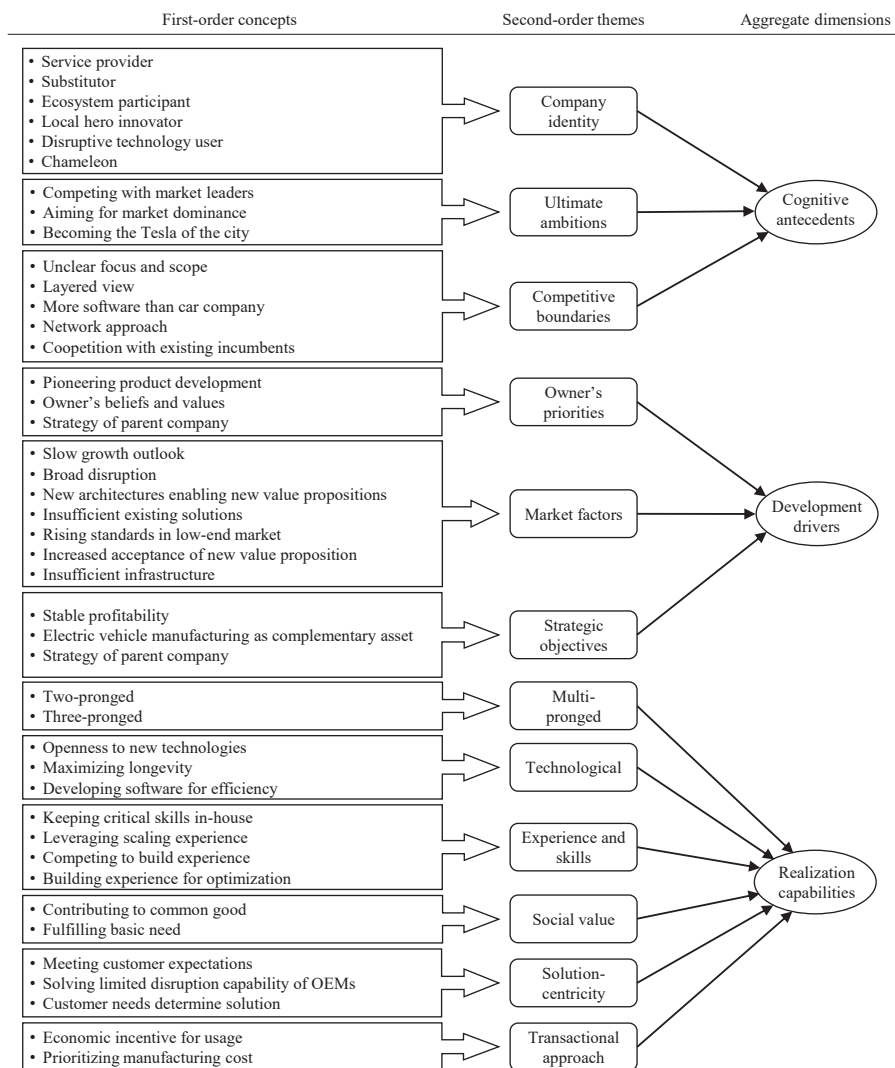 First-order concepts
Second-order themes
Aggregate dimensions
• Service provider
• Substitutor
• Ecosystem participant
• Local hero innovator
• Disruptive technology user
• Chameleon
Company
identity
• Competing with market leaders
• Aiming for market dominance
• Becoming the Tesla of the city
Ultimate
ambitions
Cognitive
antecedents
• Unclear focus and scope
• Layered view
• More software than car company
• Network approach
• Coopetition with existing incumbents
Competitive
boundaries
• Pioneering product development
• Owner's beliefs and values
• Strategy of parent company
Owner's
priorities
• Slow growth outlook
• Broad disruption
• New architectures enabling new value propositions
• Insufficient existing solutions
• Rising standards in low-end market
• Increased acceptance of new value proposition
• Insufficient infrastructure
Market factors
Development
drivers
• Stable profitability
• Electric vehicle manufacturing as complementary asset
• Strategy of parent company
Strategic
objectives
• Two-pronged
• Three-pronged
Multi-
pronged
• Openness to new technologies
• Maximizing longevity
• Developing software for efficiency
Technological
• Keeping critical skills in-house
• Leveraging scaling experience
• Competing to build experience
• Building experience for optimization
Experience and
skills
Realization
capabilities
• Contributing to common good
• Fulfilling basic need
Social value
• Meeting customer expectations
• Solving limited disruption capability of OEMs
• Customer needs determine solution
Solution-
centricity
• Economic incentive for usage
• Prioritizing manufacturing cost
Transactional
approach